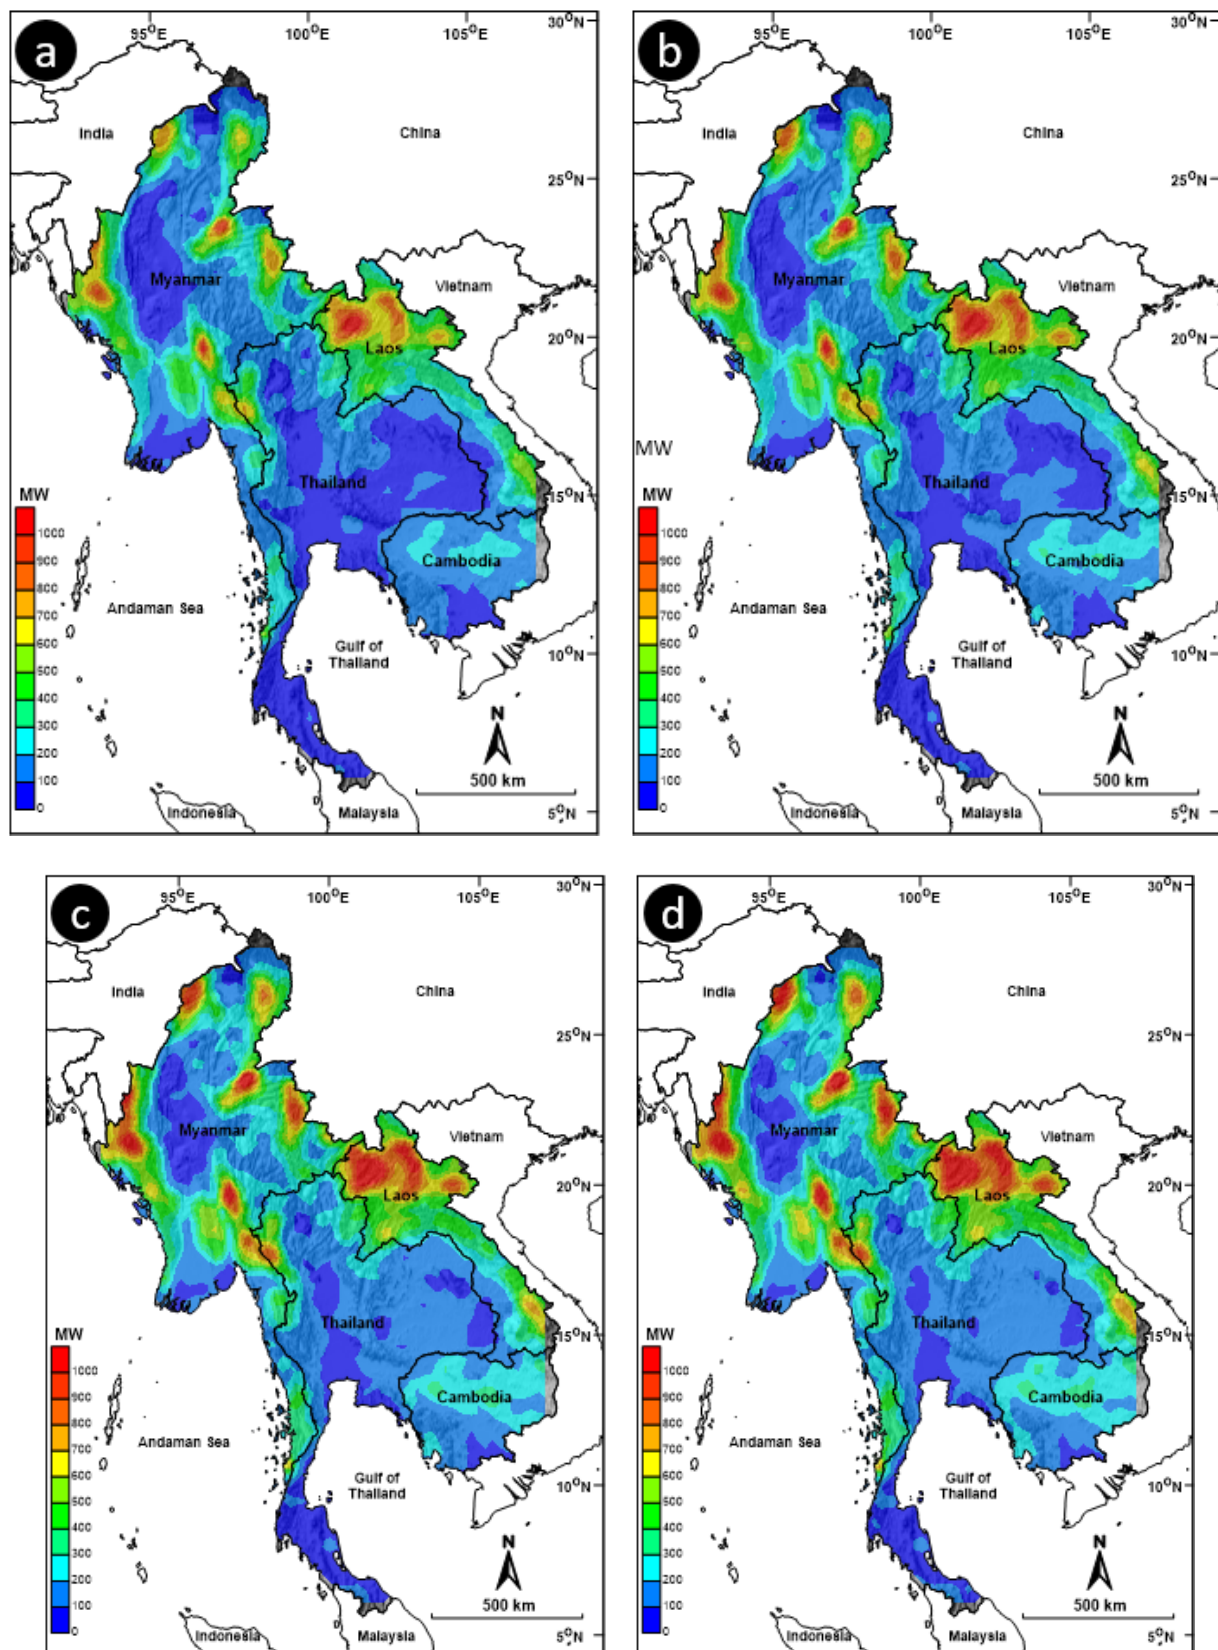 a
95°E
100°E
105°E
30°N
India
China
25°N
Myanmar
Vietnam
20°N
Laos
Thailand
15°N
MW
1000
900
800
700
600
500
400
300
200
100
0
Cambodia
Andaman Sea
Gulf of
Thailand
10°N
N
500 km
Indonesia
Malaysia
5°N
b
95°E
100°E
105°E
30°N
India
China
25°N
Myanmar
Vietnam
20°N
Laos
MW
Thailand
15°N
1000
900
800
700
600
500
400
300
200
100
0
Cambodia
Andaman Sea
Gulf of
Thailand
10°N
N
500 km
Indonesia
Malaysia
5°N
c
95°E
100°E
105°E
30°N
India
China
25°N
Myanmar
Vietnam
20°N
Laos
Thailand
15°N
MW
1000
900
800
700
600
500
400
300
200
100
0
Cambodia
Andaman Sea
Gulf of
Thailand
10°N
N
500 km
Indonesia
Malaysia
5°N
d
95°E
100°E
105°E
30°N
India
China
25°N
Myanmar
Vietnam
20°N
Laos
Thailand
15°N
MW
1000
900
800
700
600
500
400
300
200
100
0
Cambodia
Andaman Sea
Gulf of
Thailand
10°N
N
500 km
Indonesia
Malaysia
5°N